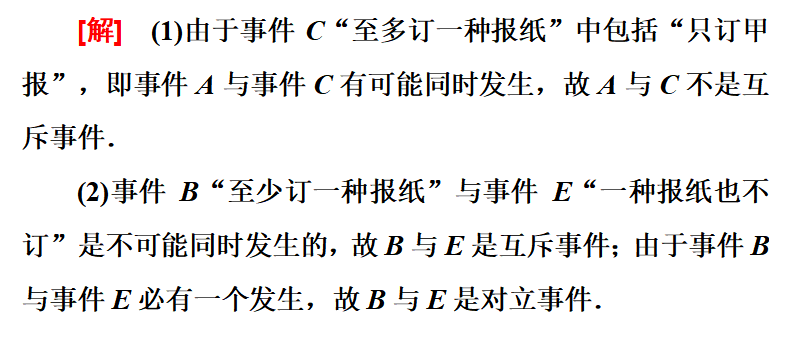 [解] (1)由于事件 C“至多订一种报纸”中包括“只订甲
报”，即事件 A 与事件 C 有可能同时发生，故 A 与 C 不是互
斥事件．
(2)事件 B“至少订一种报纸”与事件 E“一种报纸也不
订”是不可能同时发生的，故 B 与 E 是互斥事件；由于事件 B
与事件 E 必有一个发生，故 B 与 E 是对立事件．